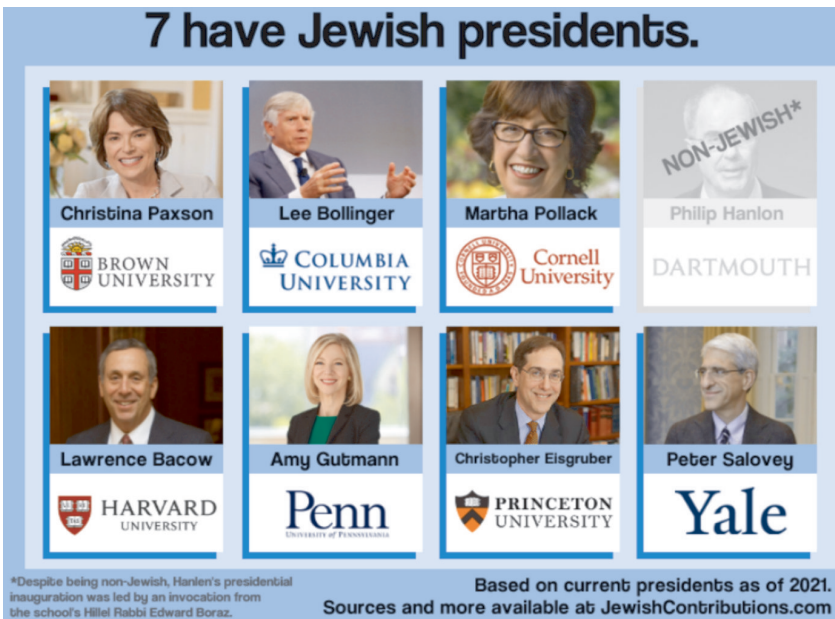 7 have Jewish presidents.
Christina Paxson
Lee Bollinger
Martha Pollack
NON-JEWISH*
Philip Hanlon
BROWN
UNIVERSITY
COLUMBIA
UNIVERSITY
Cornell
University
DARTMOUTH
Lawrence Bacow
Amy Gutmann
Christopher Eisgruber
Peter Salovey
HARVARD
UNIVERSITY
Penn
UNIVERSITY OF PENNSYLVANIA
PRINCETON
UNIVERSITY
Yale
*Despite being non-Jewish, Hanlen's presidential
inauguration was led by an invocation from
the school's Hillel Rabbi Edward Boraz.
Based on current presidents as of 2021.
Sources and more available at JewishContributions.com